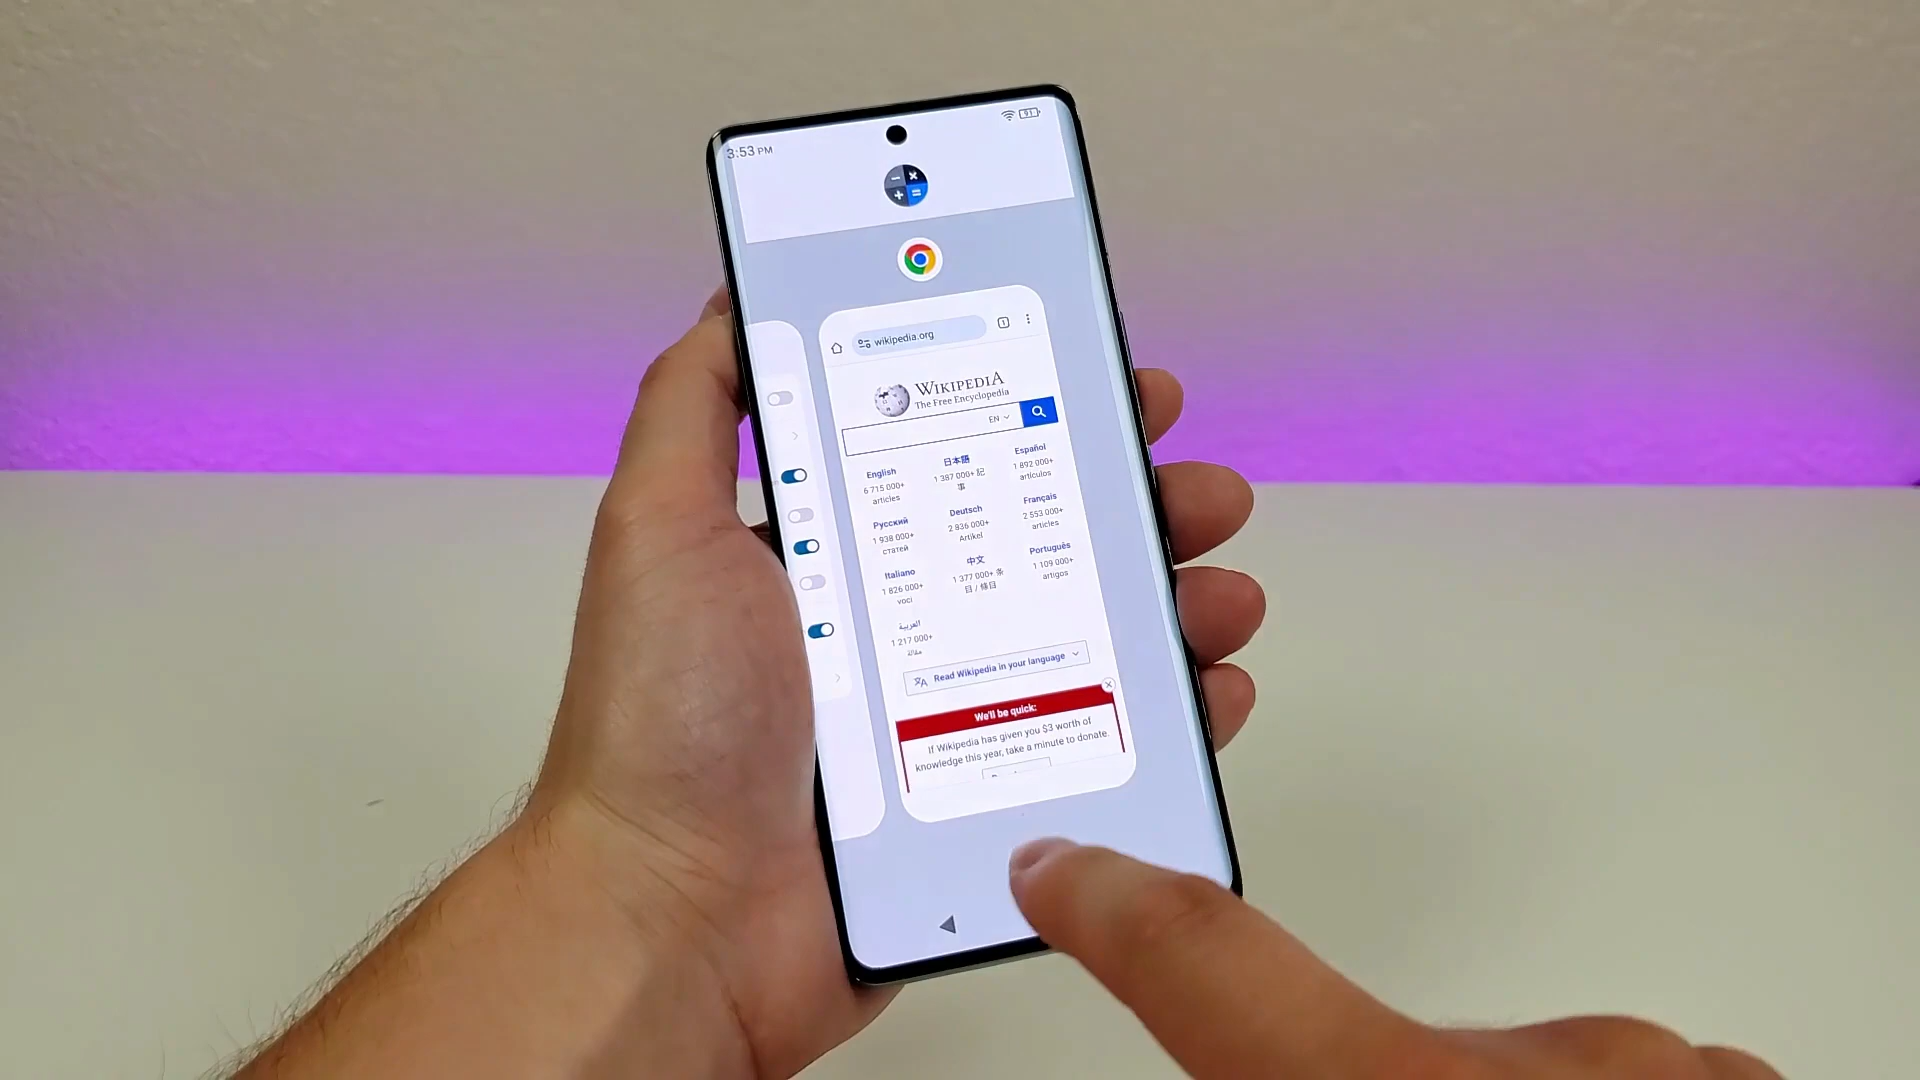 3:53 PM
91
wikipedia.org
1
WIKIPEDIA
The Free Encyclopedia
EN
English
6 715 000+
articles
日本語
1 387 000+ 記
事
Español
1 892 000+
artículos
Русский
1 938 000+
статей
Deutsch
2 836 000+
Artikel
Français
2 553 000+
articles
Italiano
1 826 000+
voci
中文
1 377 000+ 条
目 / 條目
Português
1 109 000+
artigos
العربية
1 217 000+
مقالة
Read Wikipedia in your language
We'll be quick:
If Wikipedia has given you $3 worth of
knowledge this year, take a minute to donate.